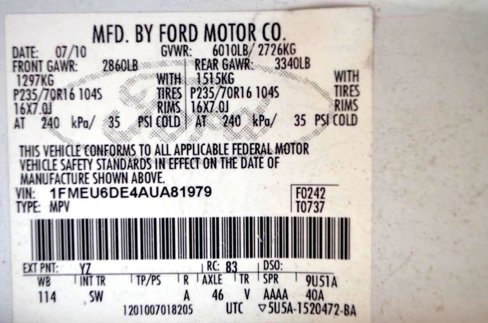 MFD. BY FORD MOTOR CO.
DATE: 07/10 GVWR: 6010LB/ 2726KG
FRONT GAWR: 2860LB REAR GAWR: 3340LB
1297KG WITH 1515KG WITH
P235/70R16 104S TIRES P235/70R16 104S TIRES
16X7.0J RIMS 16X7.0J RIMS
AT 240 kPa/ 35 PSI COLD AT 240 kPa/ 35 PSI COLD
THIS VEHICLE CONFORMS TO ALL APPLICABLE FEDERAL MOTOR
VEHICLE SAFETY STANDARDS IN EFFECT ON THE DATE OF
MANUFACTURE SHOWN ABOVE.
VIN: 1FMEU6DE4AUA81979 F0242
TYPE: MPV T0737
EXT PNT: YZ RC: 83 DSO:
WB INT TR TP/PS R AXLE TR SPR 9U51A
114 SW A 46 V AAAA 40A
1201007018205 UTC ▽5U5A-1520472-BA